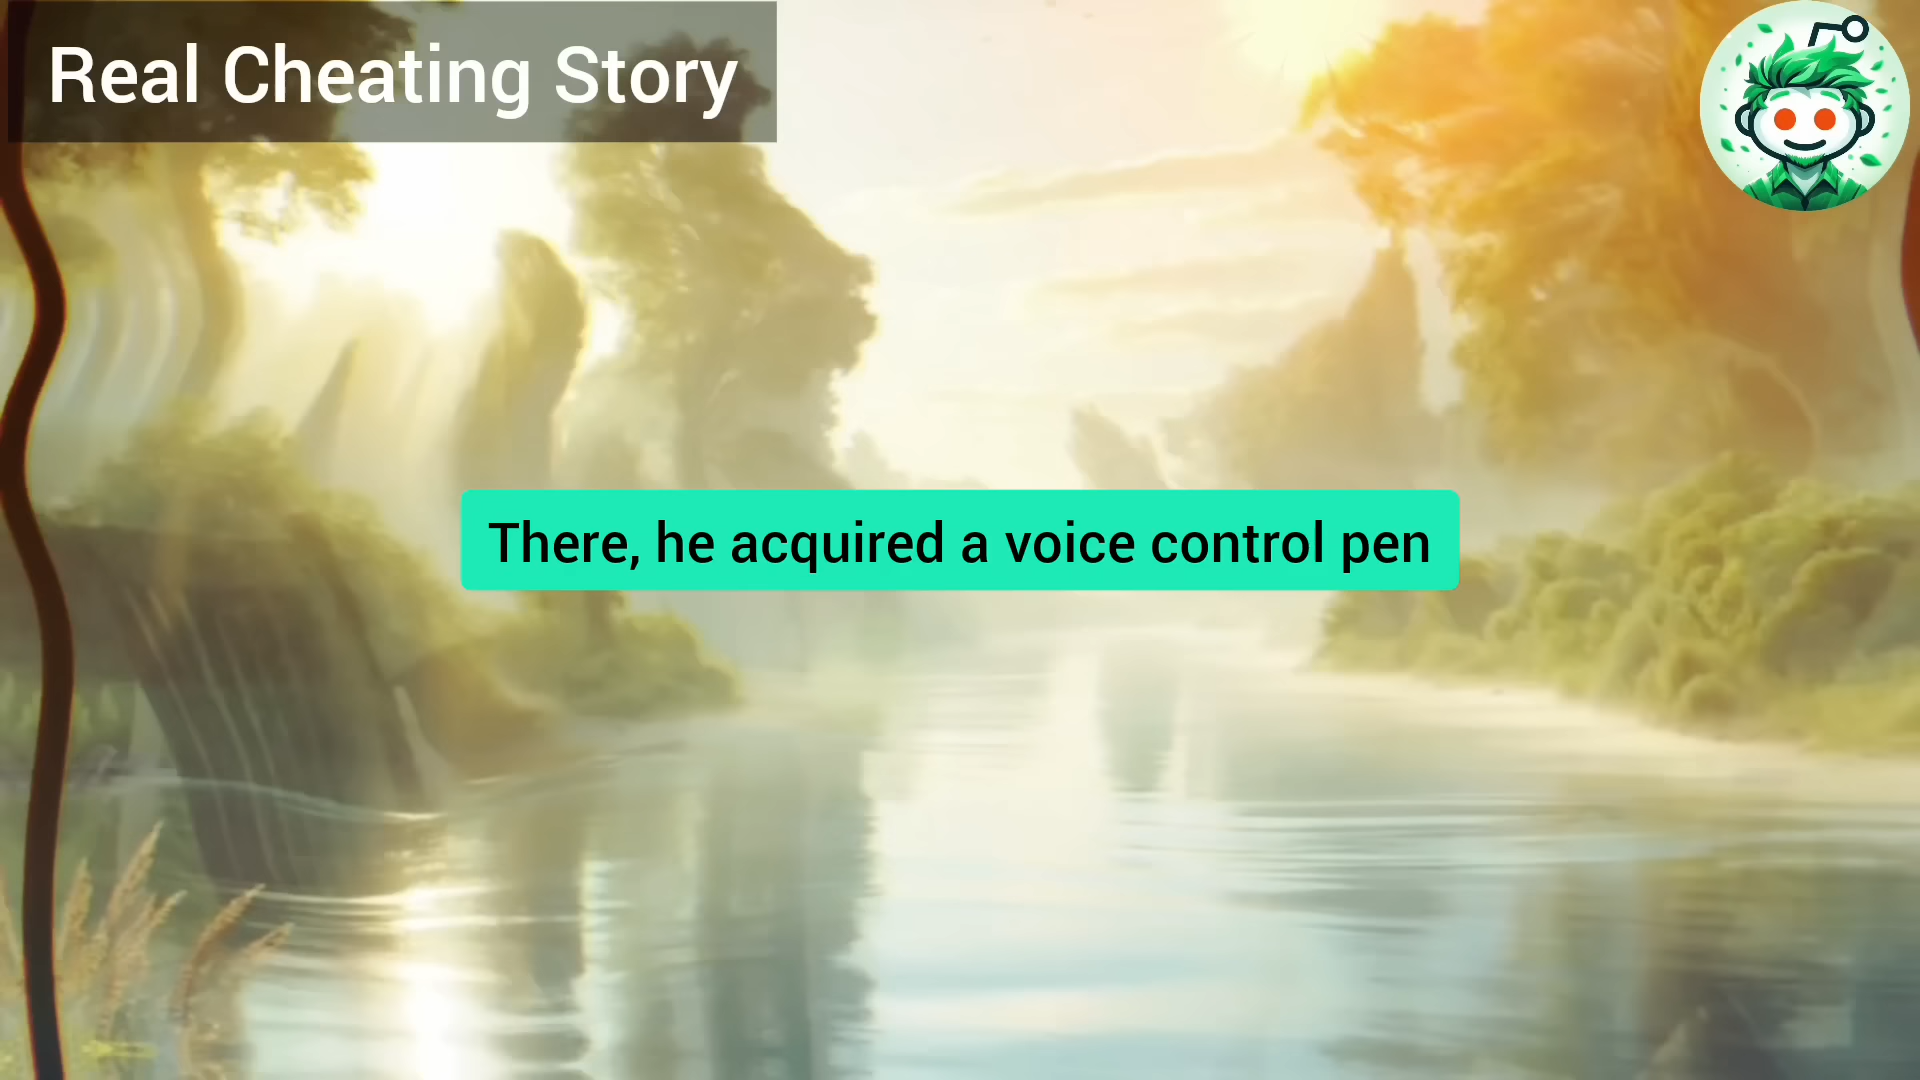 Real Cheating Story
There, he acquired a voice control pen